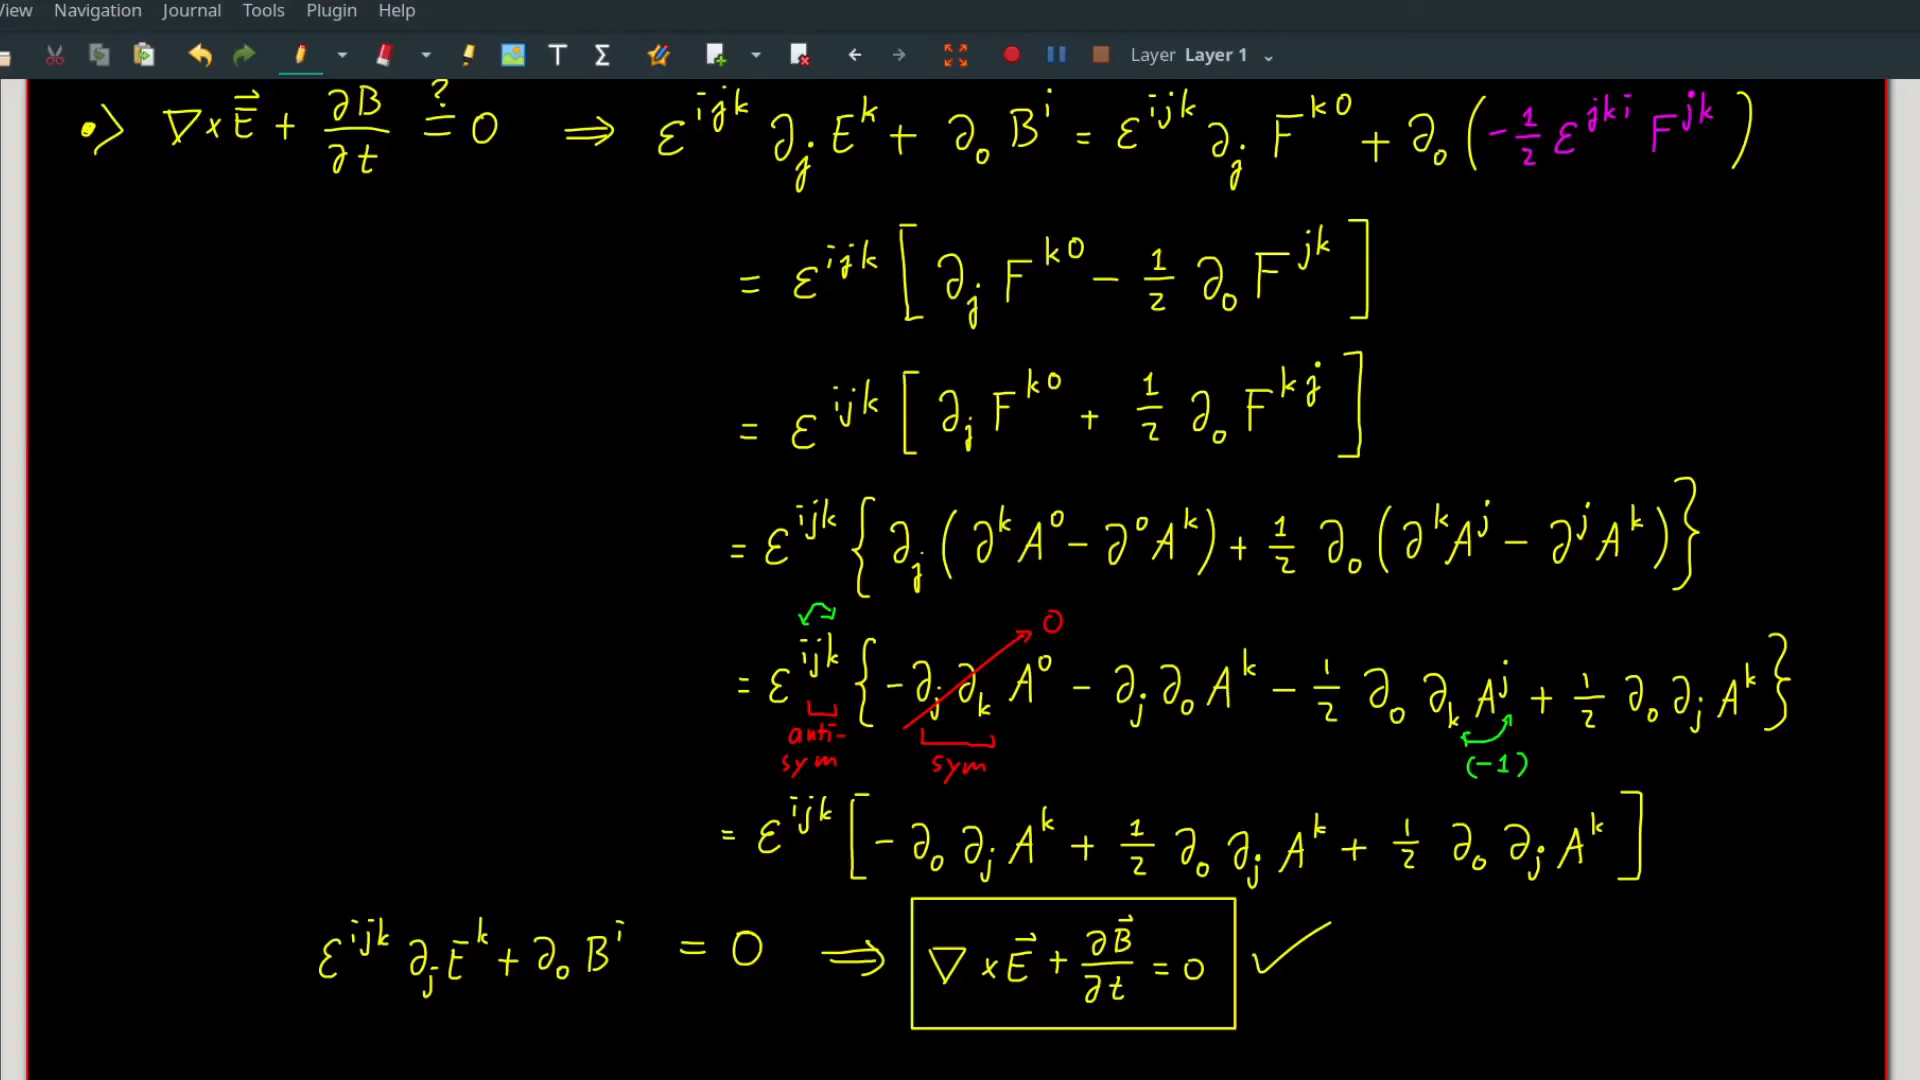 View Navigation Journal Tools Plugin Help
T Σ Layer Layer 1
•> ∇×E⃗ + ∂B/∂t ?= 0 ⟹ ε^{ijk} ∂_j E^k + ∂_0 B^i = ε^{ijk} ∂_j F^{k0} + ∂_0 (-1/2 ε^{jki} F^{jk})
= ε^{ijk} [ ∂_j F^{k0} - 1/2 ∂_0 F^{jk} ]
= ε^{ijk} [ ∂_j F^{k0} + 1/2 ∂_0 F^{kj} ]
= ε^{ijk} { ∂_j (∂^k A^0 - ∂^0 A^k) + 1/2 ∂_0 (∂^k A^j - ∂^j A^k) }
0
= ε^{ijk} { -∂_j ∂_k A^0 - ∂_j ∂_0 A^k - 1/2 ∂_0 ∂_k A^j + 1/2 ∂_0 ∂_j A^k }
anti-
sym sym (-1)
= ε^{ijk} [ -∂_0 ∂_j A^k + 1/2 ∂_0 ∂_j A^k + 1/2 ∂_0 ∂_j A^k ]
ε^{ijk} ∂_j E^k + ∂_0 B^i = 0 ⟹ ∇×E⃗ + ∂B⃗/∂t = 0 ✓